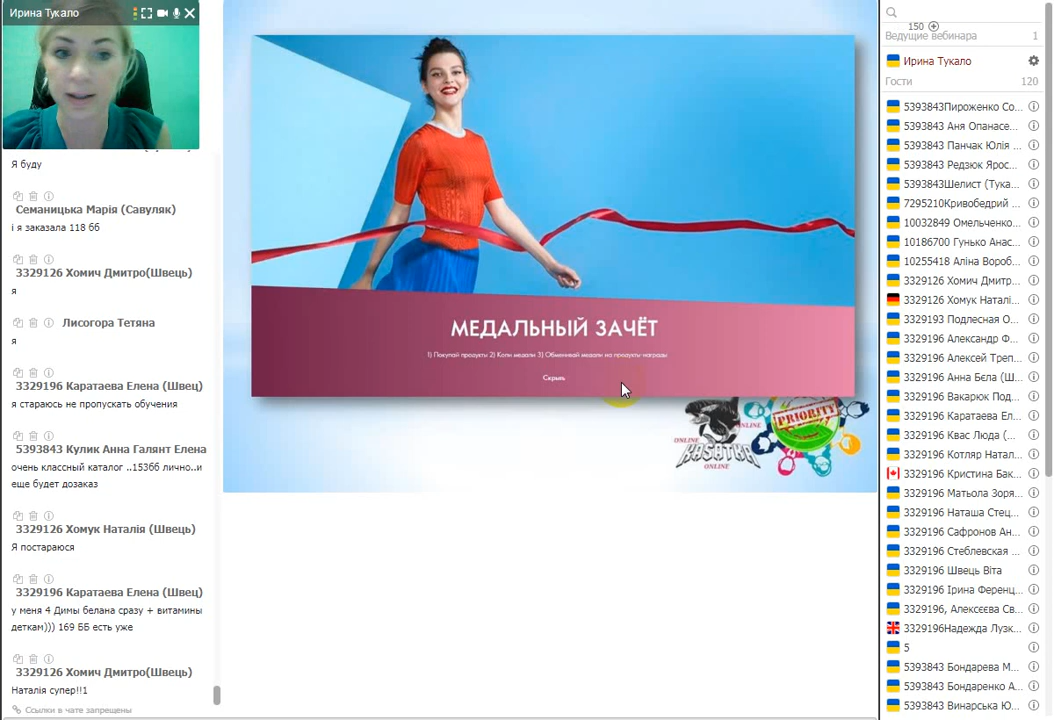 Ирина Тукало
Я буду
Семаницька Марія (Савуляк)
і я заказала 118 бб
3329126 Хомич Дмитро(Швець)
я
Лисогора Тетяна
я
3329196 Каратаева Елена (Швец)
я стараюсь не пропускать обучения
5393843 Кулик Анна Галянт Елена
очень классный каталог ..153бб лично..и
еще будет дозаказ
3329126 Хомук Наталія (Швець)
Я постараюся
3329196 Каратаева Елена (Швец)
у меня 4 Димы белана сразу + витамины
деткам))) 169 ББ есть уже
3329126 Хомич Дмитро(Швець)
Наталія супер!!1
Ссылки в чате запрещены
МЕДАЛЬНЫЙ ЗАЧЁТ
1) Покупай продукты 2) Копи медали 3) Обменивай медали на продукты-награды
Скрыть
ONLINE
ONLINE
KASATKA
ONLINE
PRIORITY
150
Ведущие вебинара 1
Ирина Тукало
Гости 120
5393843Пироженко Со...
5393843 Аня Опанасе...
5393843 Панчак Юлія ...
5393843 Редзюк Ярос...
5393843Шелист (Тука...
7295210Кривобедрий ...
10032849 Омельченко...
10186700 Гунько Анас...
10255418 Аліна Вороб...
3329126 Хомич Дмитр...
3329126 Хомук Наталі...
3329193 Подлесная О...
3329196 Александр Ф...
3329196 Алексей Треп...
3329196 Анна Бєла (Ш...
3329196 Вакарюк Под...
3329196 Каратаева Ел...
3329196 Квас Люда (...
3329196 Котляр Натал...
3329196 Кристина Бак...
3329196 Матьола Зоря...
3329196 Наташа Стец...
3329196 Сафронов Ан...
3329196 Стеблевская ...
3329196 Швець Віта
3329196 Ірина Ференц...
3329196, Алексеєва Св...
3329196Надежда Лузк...
5
5393843 Бондарева М...
5393843 Бондаренко А...
5393843 Винарська Ю...